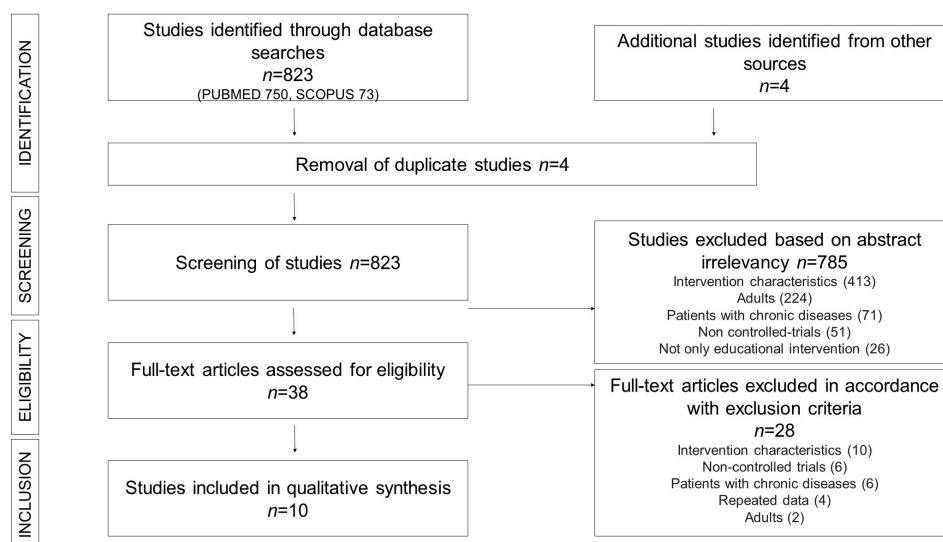 IDENTIFICATION
Studies identified through database
searches
n=823
(PUBMED 750, SCOPUS 73)
Additional studies identified from other
sources
n=4
Removal of duplicate studies n=4
SCREENING
Screening of studies n=823
Studies excluded based on abstract
irrelevancy n=785
Intervention characteristics (413)
Adults (224)
Patients with chronic diseases (71)
Non controlled-trials (51)
Not only educational intervention (26)
ELIGIBILITY
Full-text articles assessed for eligibility
n=38
Full-text articles excluded in accordance
with exclusion criteria
n=28
Intervention characteristics (10)
Non-controlled trials (6)
Patients with chronic diseases (6)
Repeated data (4)
Adults (2)
INCLUSION
Studies included in qualitative synthesis
n=10